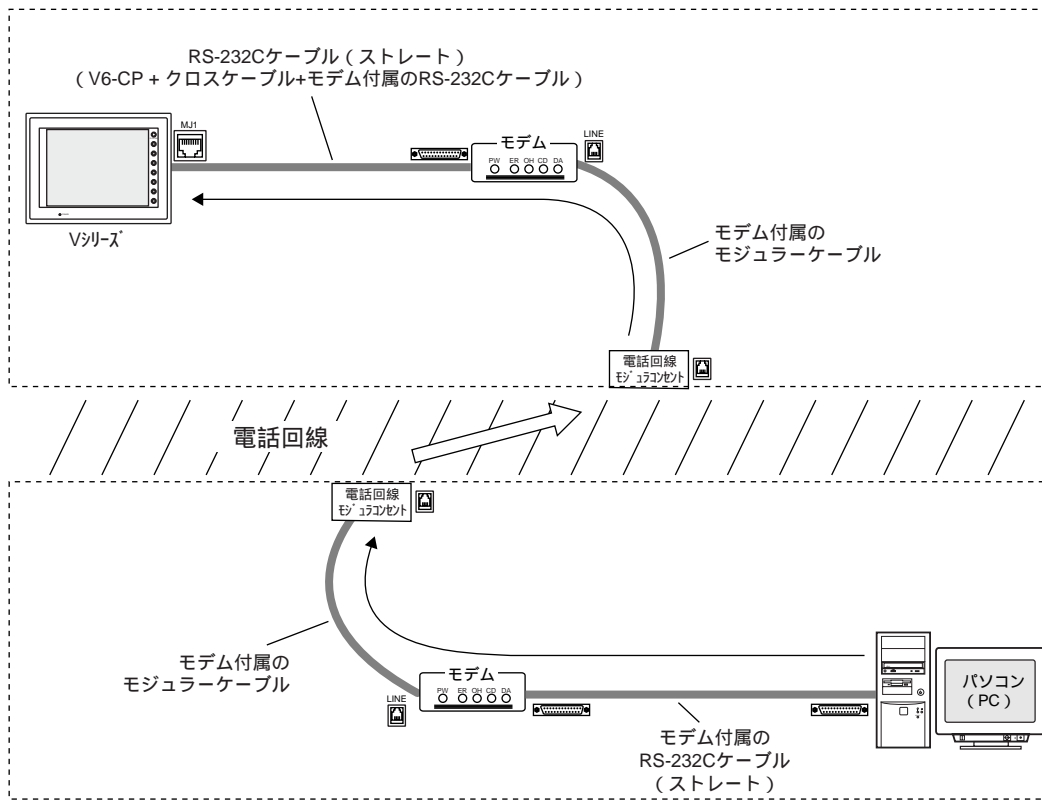 RS-232Cケーブル（ストレート）
（V6-CP + クロスケーブル+モデム付属のRS-232Cケーブル）
MJ1
モデム
LINE
PW ER OH CD DA
Vｼﾘｰｽﾞ
モデム付属の
モジュラーケーブル
電話回線
ﾓｼﾞｭﾗｺﾝｾﾝﾄ
電話回線
電話回線
ﾓｼﾞｭﾗｺﾝｾﾝﾄ
モデム付属の
モジュラーケーブル
モデム
LINE
PW ER OH CD DA
パソコン
（PC）
モデム付属の
RS-232Cケーブル
（ストレート）